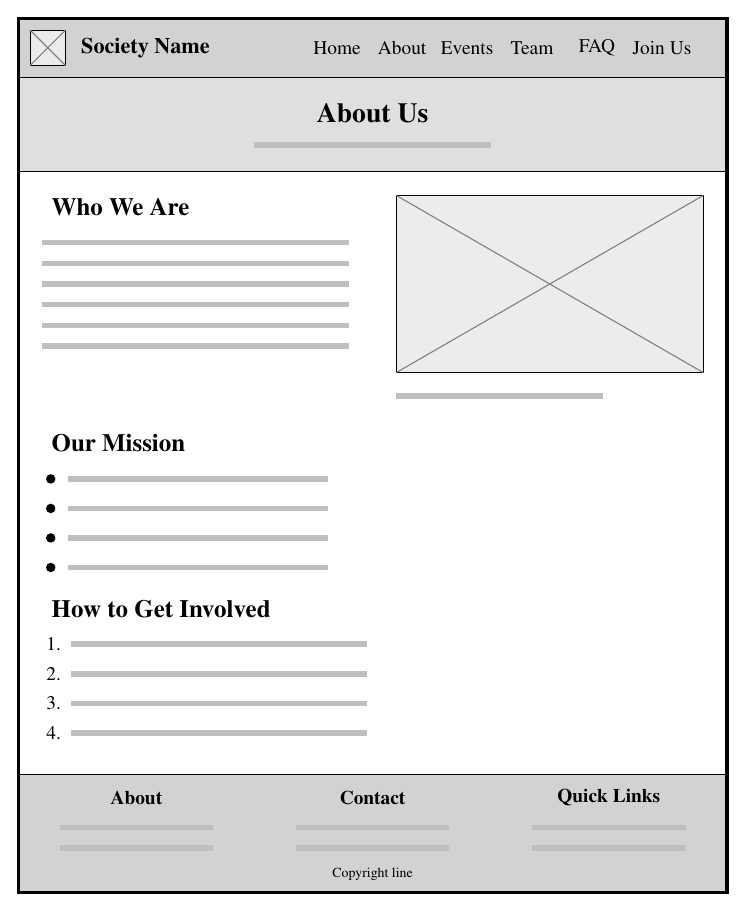 Society Name Home About Events Team FAQ Join Us
About Us
Who We Are
Our Mission
How to Get Involved
1.
2.
3.
4.
About Contact Quick Links
Copyright line